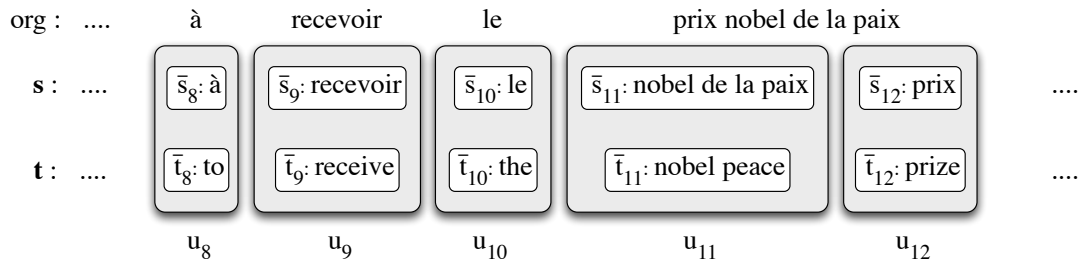 org : .... à recevoir le prix nobel de la paix
s : .... s̅8: à s̅9: recevoir s̅10: le s̅11: nobel de la paix s̅12: prix ....
t : .... t̅8: to t̅9: receive t̅10: the t̅11: nobel peace t̅12: prize ....
u8 u9 u10 u11 u12